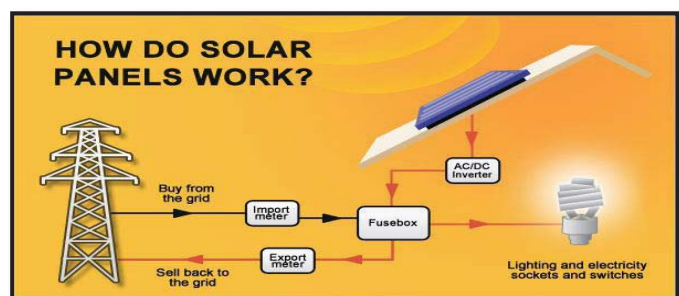 HOW DO SOLAR
PANELS WORK?
AC/DC
Inverter
Buy from
the grid
Import
meter
Fusebox
Export
meter
Sell back to
the grid
Lighting and electricity
sockets and switches